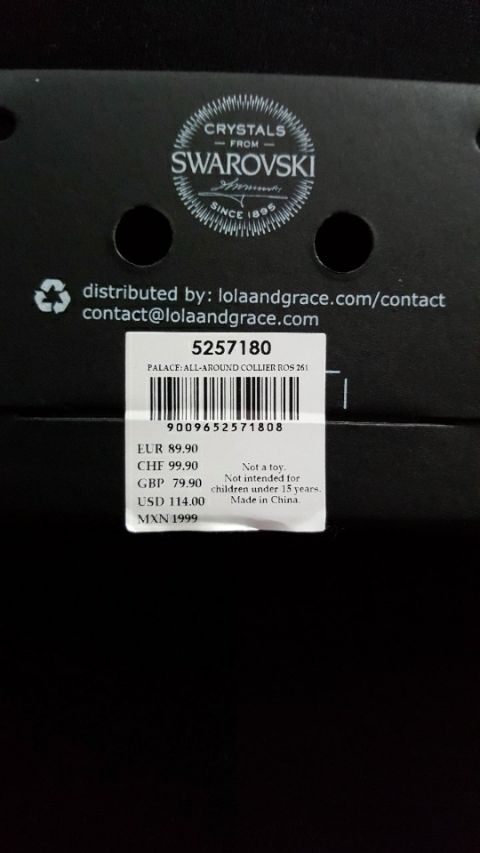 CRYSTALS
FROM
SWAROVSKI
SINCE 1895
distributed by: lolaandgrace.com/contact
contact@lolaandgrace.com
5257180
PALACE: ALL-AROUND COLLIER ROS 261
9009652571808
EUR 89.90
CHF 99.90
GBP 79.90
USD 114.00
MXN 1999
Not a toy.
Not intended for
children under 15 years.
Made in China.